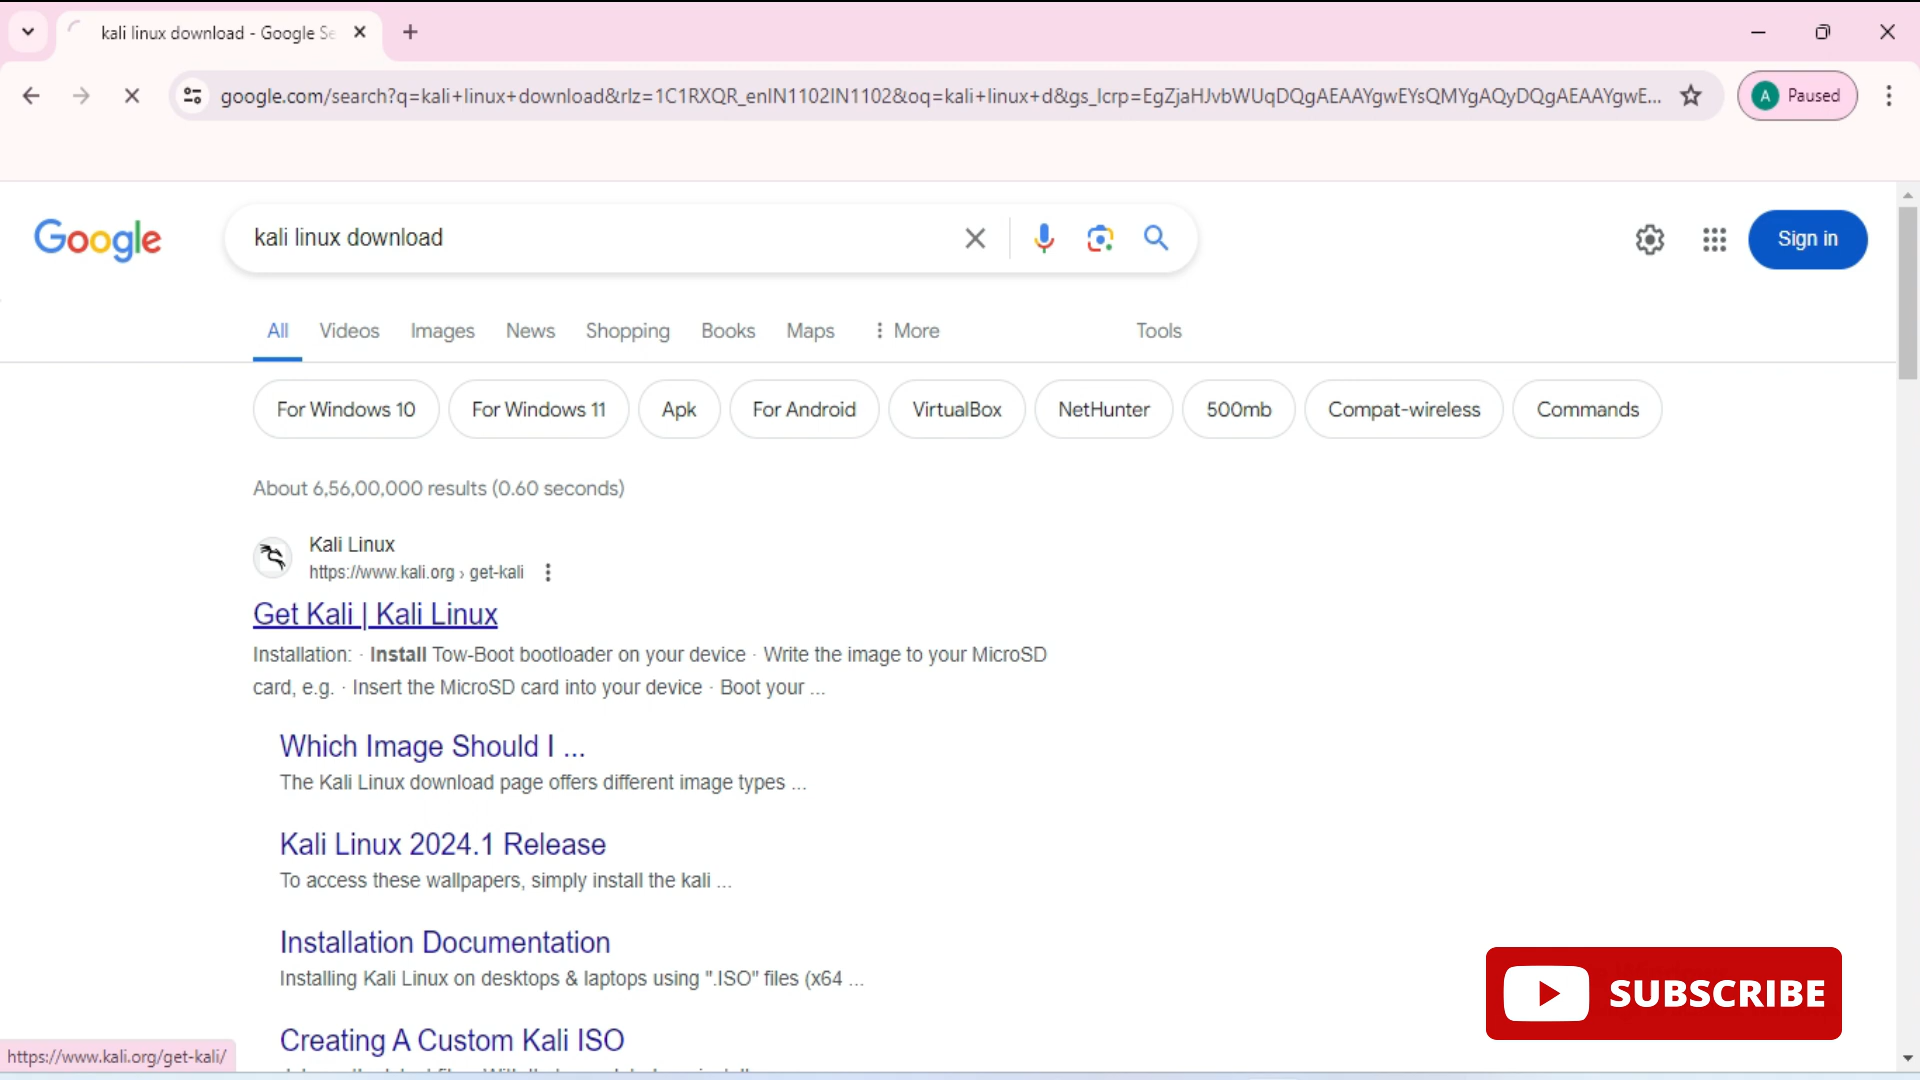 kali linux download - Google Se
google.com/search?q=kali+linux+download&rlz=1C1RXQR_enIN1102IN1102&oq=kali+linux+d&gs_lcrp=EgZjaHJvbWUqDQgAEAAYgwEYsQMYgAQyDQgAEAAYgwE...
A Paused
Google
kali linux download
Sign in
All Videos Images News Shopping Books Maps More Tools
For Windows 10 For Windows 11 Apk For Android VirtualBox NetHunter 500mb Compat-wireless Commands
About 6,56,00,000 results (0.60 seconds)
Kali Linux
https://www.kali.org › get-kali
Get Kali | Kali Linux
Installation: · Install Tow-Boot bootloader on your device · Write the image to your MicroSD
card, e.g. · Insert the MicroSD card into your device · Boot your ...
Which Image Should I ...
The Kali Linux download page offers different image types ...
Kali Linux 2024.1 Release
To access these wallpapers, simply install the kali ...
Installation Documentation
Installing Kali Linux on desktops & laptops using ".ISO" files (x64 ...
SUBSCRIBE
Creating A Custom Kali ISO
https://www.kali.org/get-kali/